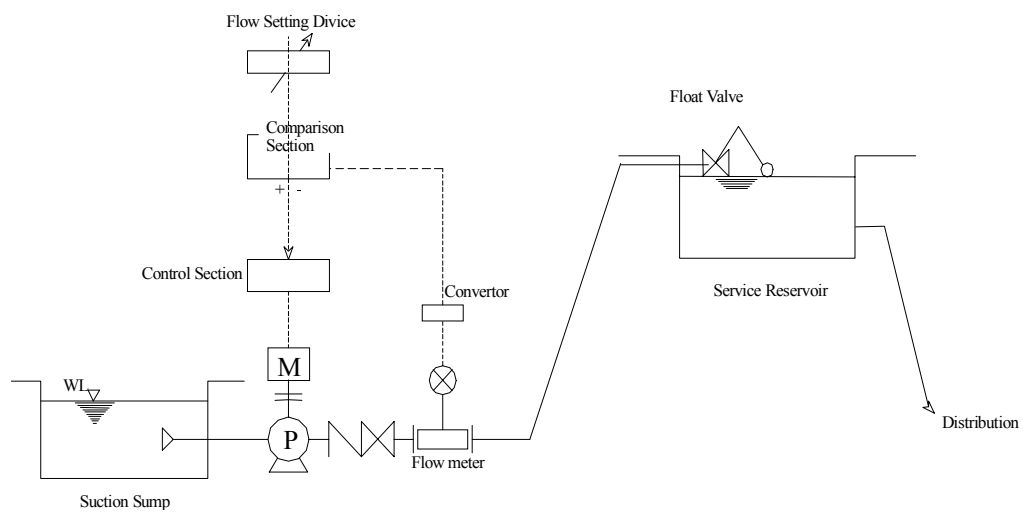 Flow Setting Divice
Float Valve
Comparison
Section
+ -
Control Section
Convertor
Service Reservoir
M
WL
P
Distribution
Flow meter
Suction Sump